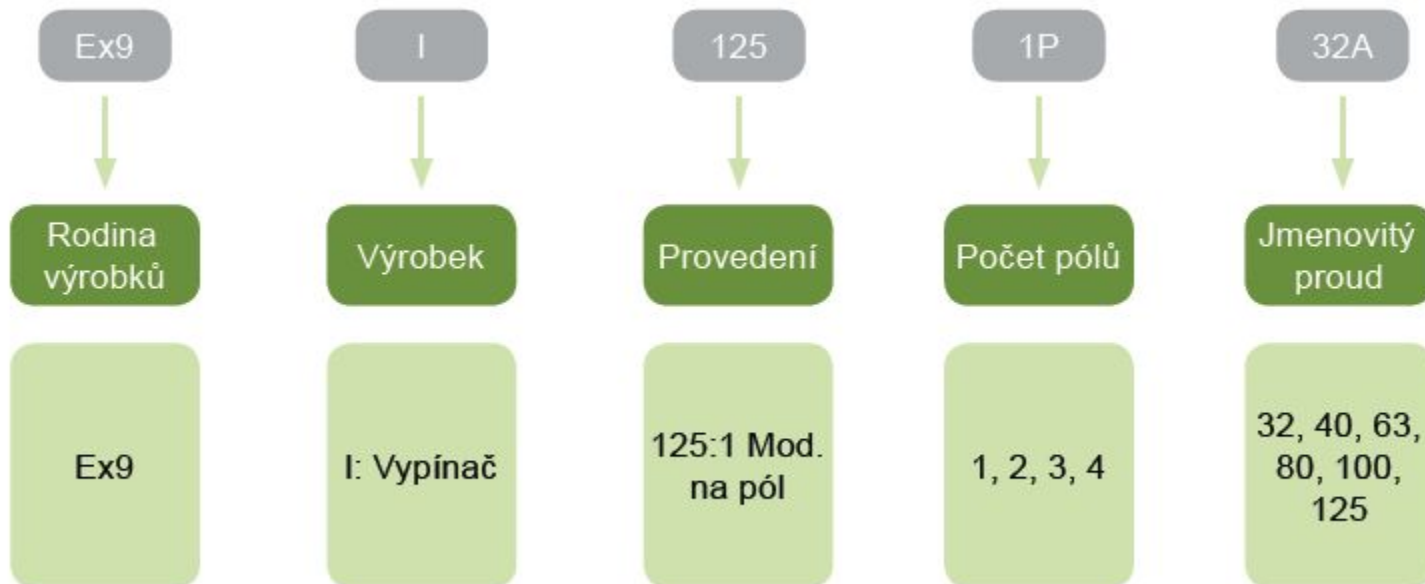 Ex9
I
125
1P
32A
Rodina
výrobků
Výrobek
Provedení
Počet pólů
Jmenovitý
proud
Ex9
I: Vypínač
125:1 Mod.
na pól
1, 2, 3, 4
32, 40, 63,
80, 100,
125